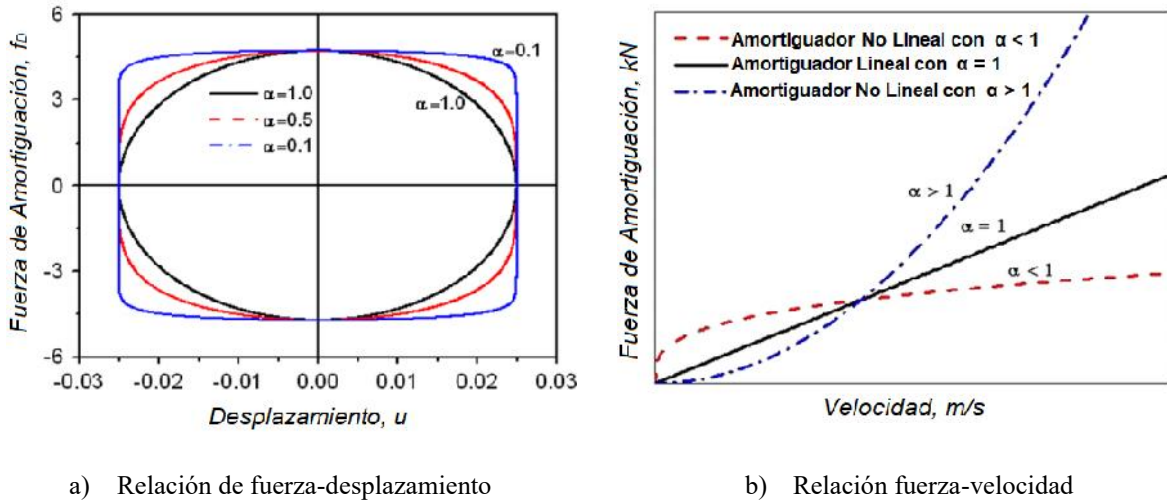 6
3
0
-3
-6
-0.03
-0.02
-0.01
0.00
0.01
0.02
0.03
Fuerza de Amortiguación, f_D
Desplazamiento, u
α=0.1
α=1.0
α=1.0
α=0.5
α=0.1
Fuerza de Amortiguación, kN
Velocidad, m/s
Amortiguador No Lineal con α < 1
Amortiguador Lineal con α = 1
Amortiguador No Lineal con α > 1
α > 1
α = 1
α < 1
a) Relación de fuerza-desplazamiento
b) Relación fuerza-velocidad